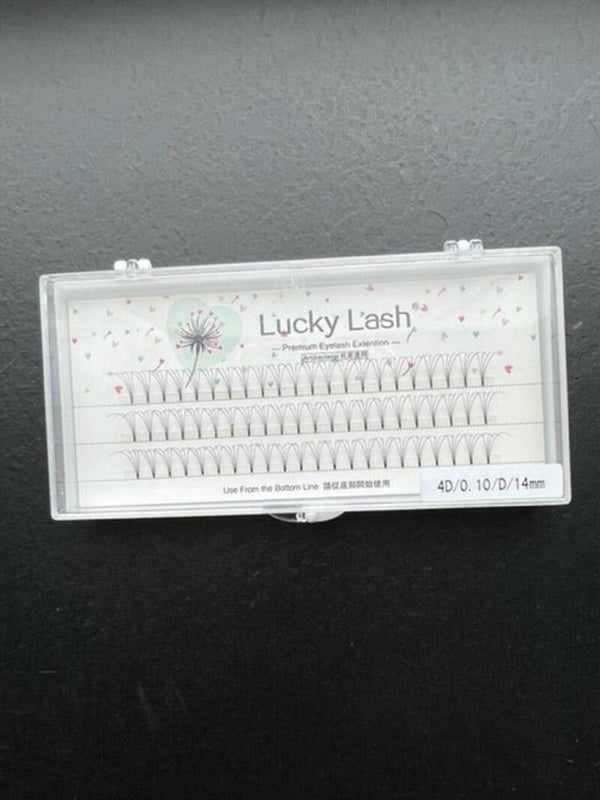 Lucky Lash®
— Premium Eyelash Extention —
Antibacterial
Use From the Bottom Line 請從底部開始使用
4D/0.10/D/14mm